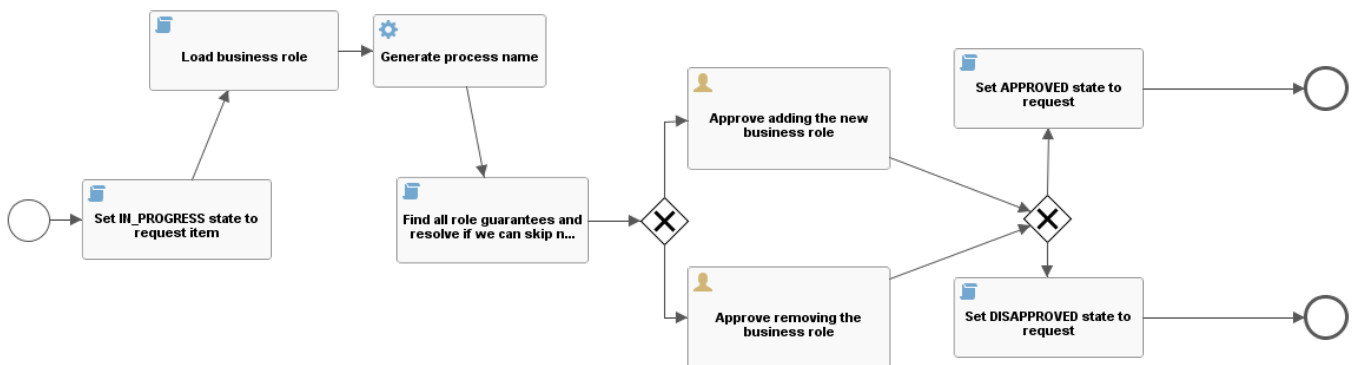 Load business role
Generate process name
Set IN_PROGRESS state to
request item
Find all role guarantees and
resolve if we can skip n...
Approve adding the new
business role
Approve removing the
business role
Set APPROVED state to
request
Set DISAPPROVED state to
request